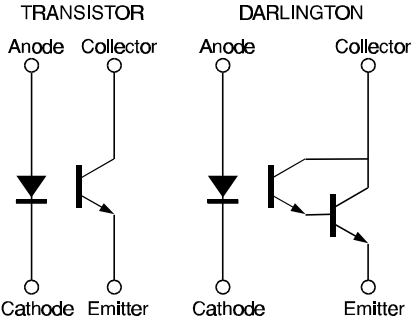 TRANSISTOR DARLINGTON
Anode Collector Anode Collector
Cathode Emitter Cathode Emitter